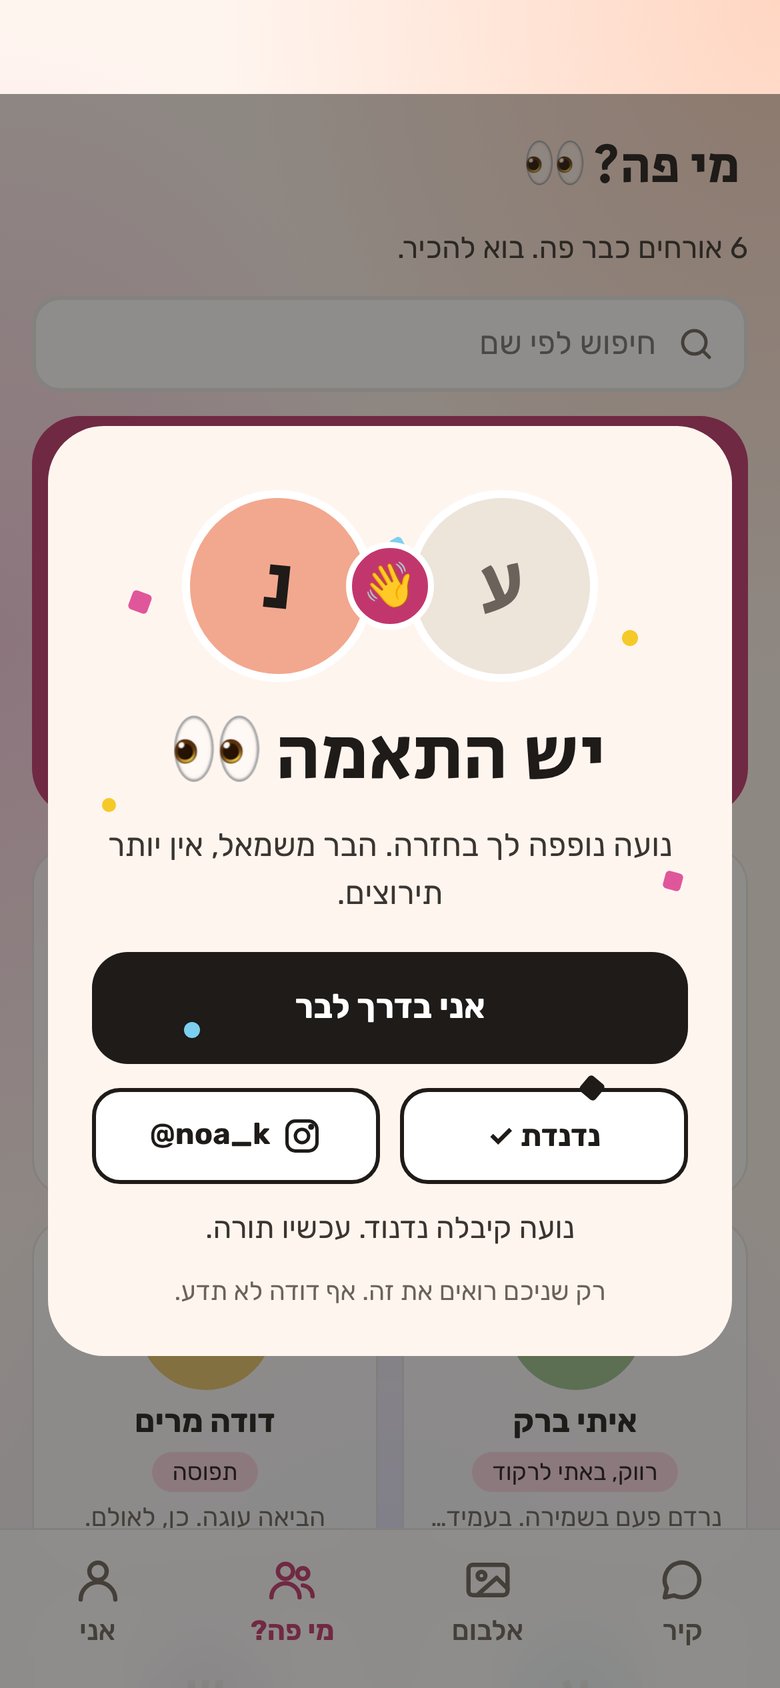 מי פה? 👀
6 אורחים כבר פה. בוא להכיר.
חיפוש לפי שם
ע
נ
יש התאמה 👀
נועה נופפה לך בחזרה. הבר משמאל, אין יותר
תירוצים.
אני בדרך לבר
נדנדת ✓
@noa_k
נועה קיבלה נדנוד. עכשיו תורה.
רק שניכם רואים את זה. אף דודה לא תדע.
איתי ברק
דודה מרים
רווק, באתי לרקוד
תפוסה
נרדם פעם בשמירה. בעמיד...
הביאה עוגה. כן, לאולם.
קיר
אלבום
מי פה?
אני